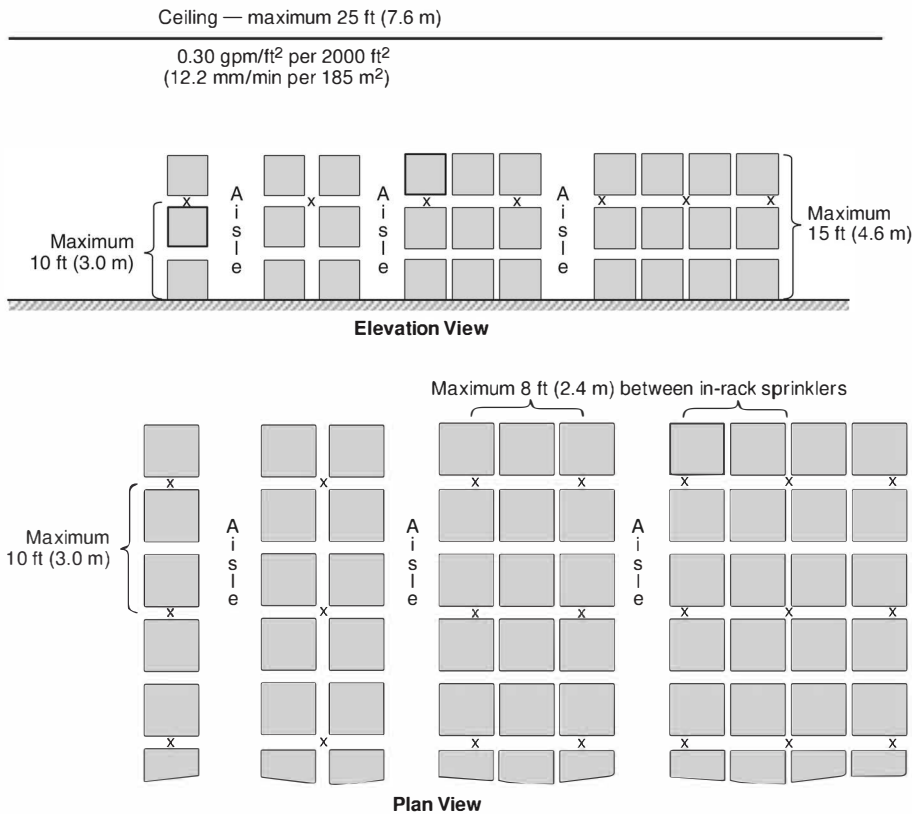 Ceiling — maximum 25 ft (7.6 m)
0.30 gpm/ft² per 2000 ft²
(12.2 mm/min per 185 m²)
Maximum
10 ft (3.0 m)
x
Aisle
x
Aisle
x x
Aisle
x x x
Maximum
15 ft (4.6 m)
Elevation View
Maximum 8 ft (2.4 m) between in-rack sprinklers
x x x x x x x
Maximum
10 ft (3.0 m)
Aisle
Aisle
Aisle
x x x x x x x
x x x x x x x
Plan View